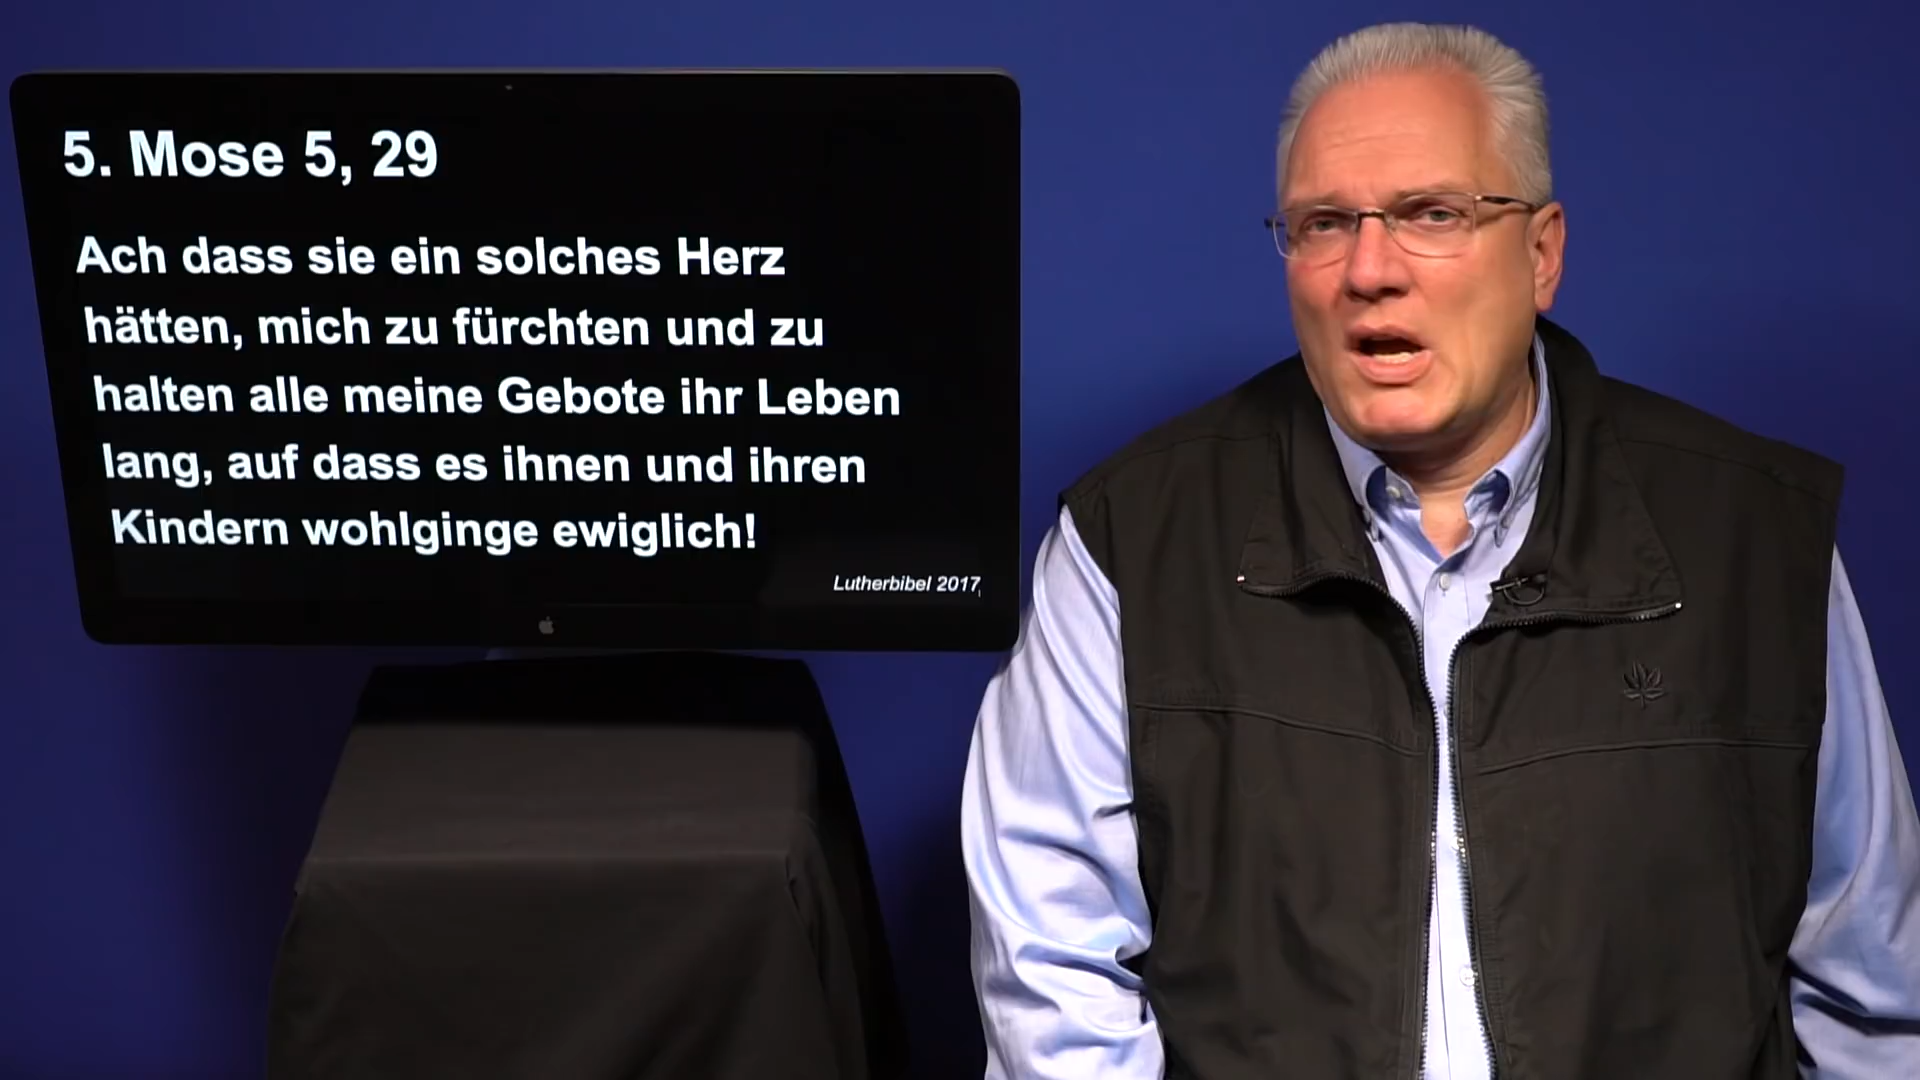 5. Mose 5, 29
Ach dass sie ein solches Herz
hätten, mich zu fürchten und zu
halten alle meine Gebote ihr Leben
lang, auf dass es ihnen und ihren
Kindern wohlginge ewiglich!
Lutherbibel 2017